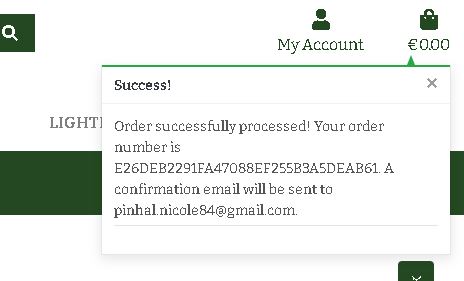 My Account
€0.00
Success!
×
LIGHTI
Order successfully processed! Your order
number is
E26DEB2291FA47088EF255B3A5DEAB61. A
confirmation email will be sent to
pinhal.nicole84@gmail.com.